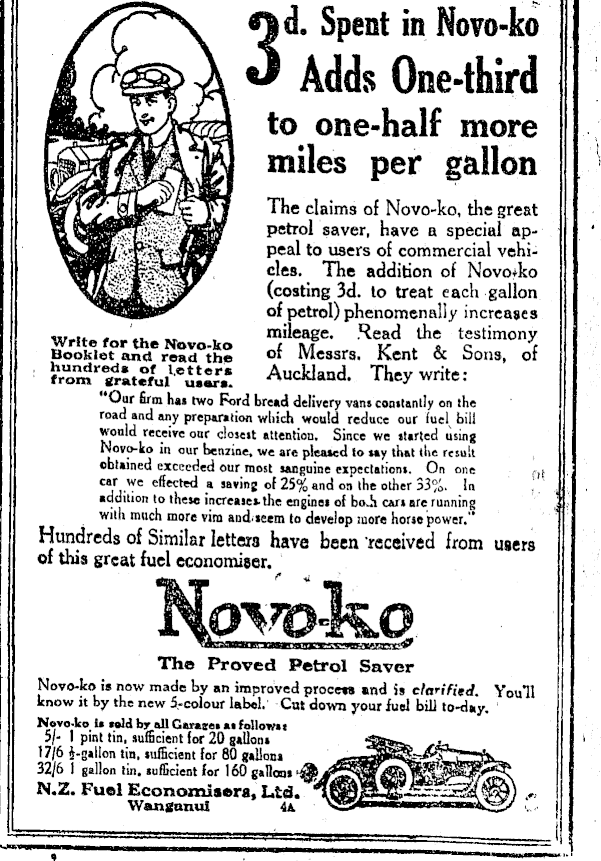 3d. Spent in Novo-ko
Adds One-third
to one-half more
miles per gallon
The claims of Novo-ko, the great
petrol saver, have a special ap-
peal to users of commercial vehi-
cles. The addition of Novo-ko
(costing 3d. to treat each gallon
of petrol) phenomenally increases
mileage. Read the testimony
of Messrs. Kent & Sons, of
Auckland. They write:
Write for the Novo-ko
Booklet and read the
hundreds of Letters
from grateful users.
"Our firm has two Ford bread delivery vans constantly on the
road and any preparation which would reduce our fuel bill
would receive our closest attention. Since we started using
Novo-ko in our benzine, we are pleased to say that the result
obtained exceeded our most sanguine expectations. On one
car we effected a saving of 25% and on the other 33%. In
addition to these increases the engines of both cars are running
with much more vim and seem to develop more horse power."
Hundreds of Similar letters have been received from users
of this great fuel economiser.
Novo-ko
The Proved Petrol Saver
Novo-ko is now made by an improved process and is clarified. You'll
know it by the new 5-colour label. Cut down your fuel bill to-day.
Novo-ko is sold by all Garages as follows:
5/- 1 pint tin, sufficient for 20 gallons
17/6 ½-gallon tin, sufficient for 80 gallons
32/6 1 gallon tin, sufficient for 160 gallons
N.Z. Fuel Economisers, Ltd.
Wanganui 4A